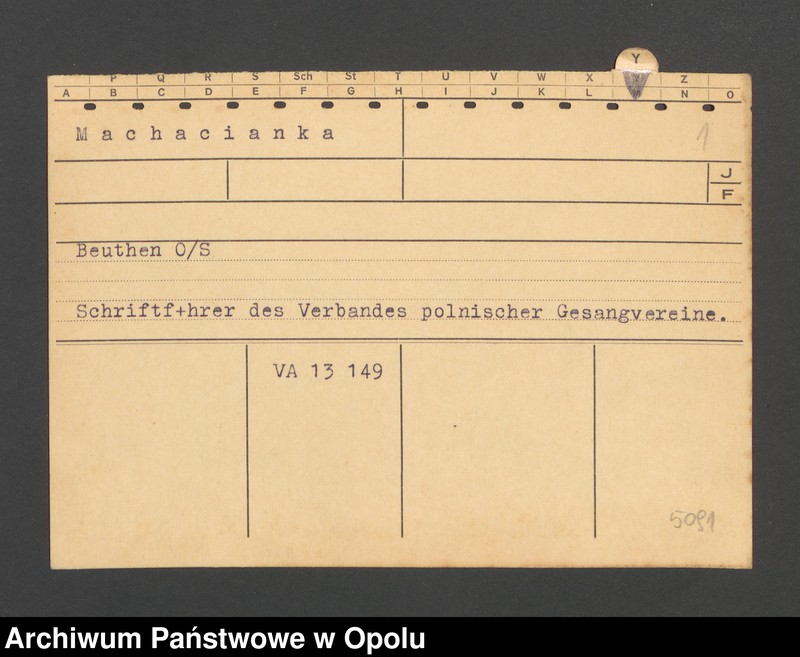 Y
P Q R S Sch St T U V W X Y Z
A B C D E F G H I J K L M N O
Machacianka
1
J
F
Beuthen O/S
Schriftf+hrer des Verbandes polnischer Gesangvereine.
VA 13 149
5091
Archiwum Państwowe w Opolu